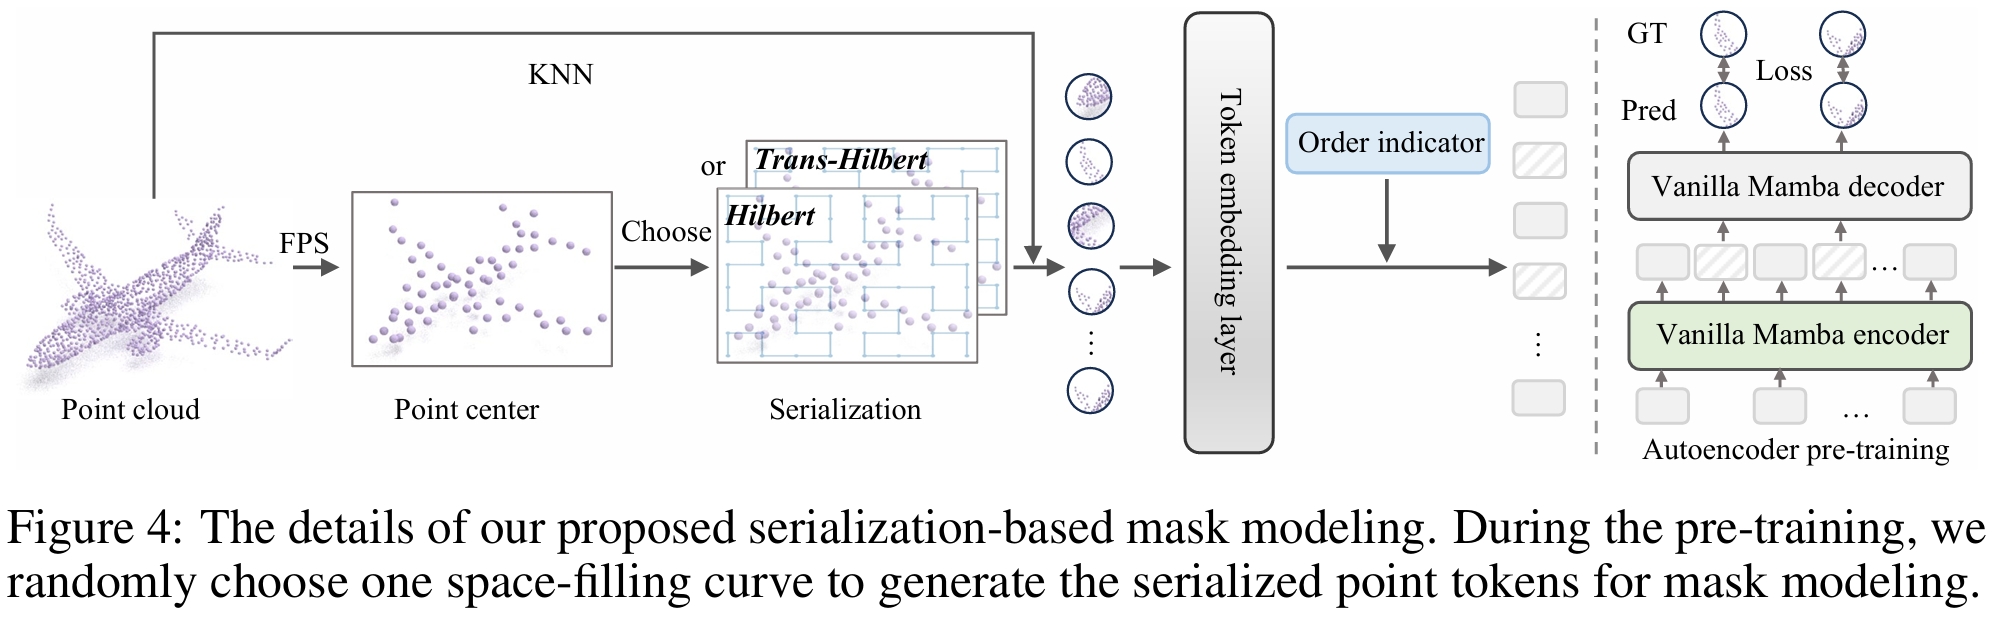 KNN
FPS
Choose
or
Trans-Hilbert
Hilbert
Point cloud
Point center
Serialization
⋮
Token embedding layer
Order indicator
⋮
GT
Loss
Pred
Vanilla Mamba decoder
...
Vanilla Mamba encoder
...
Autoencoder pre-training
Figure 4: The details of our proposed serialization-based mask modeling. During the pre-training, we
randomly choose one space-filling curve to generate the serialized point tokens for mask modeling.